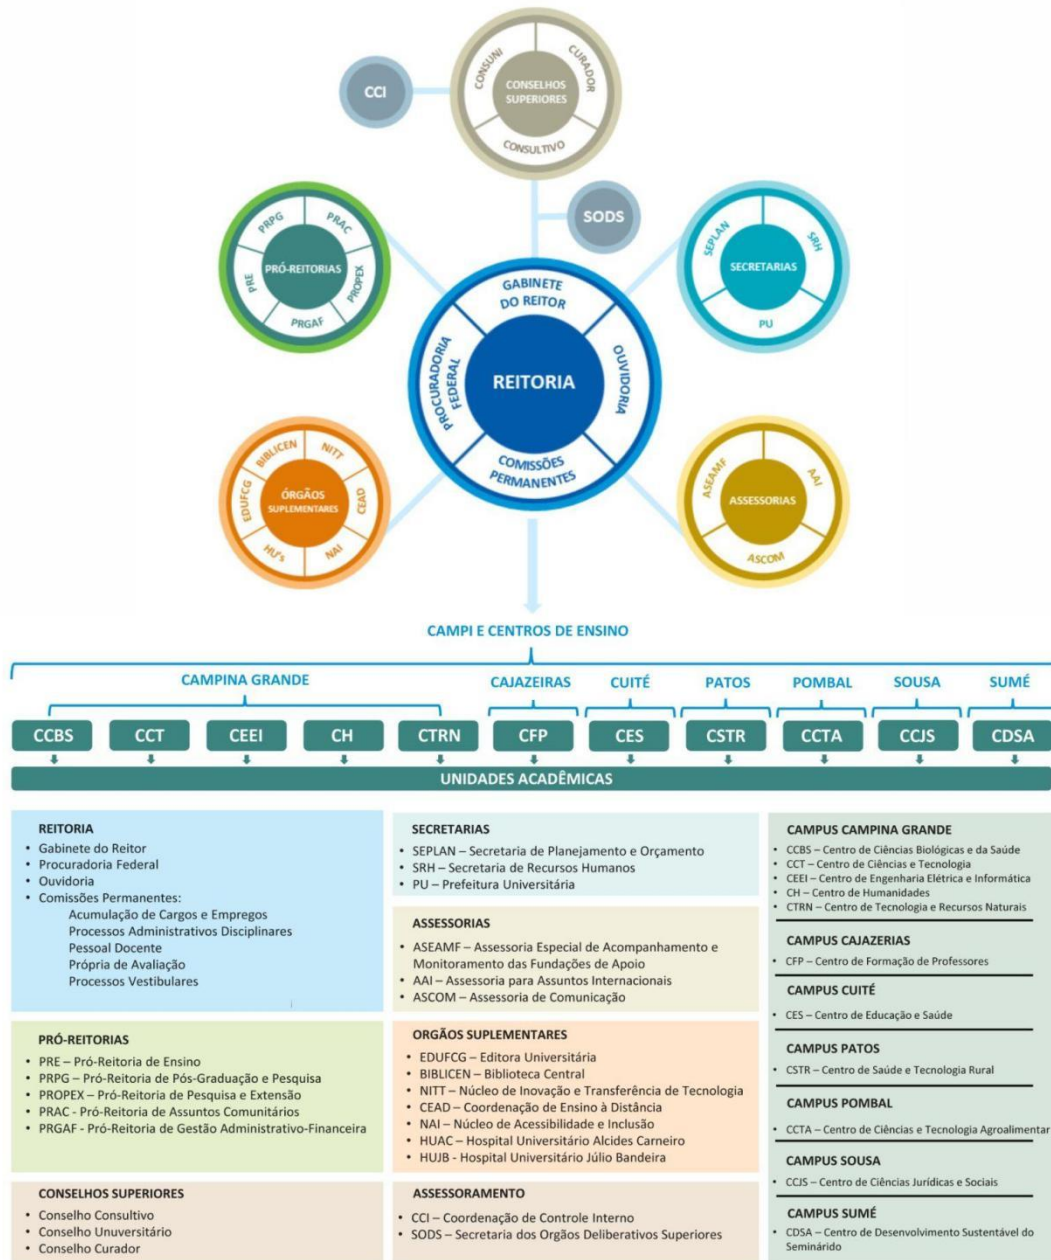 CCI
CONSELHOS
SUPERIORES
CONSUNI
CURADOR
CONSULTIVO
SODS
PRÓ-REITORIAS
PRPG
PRAC
PROPEX
PRGAF
PRE
SECRETARIAS
SEPLAN
SRH
PU
REITORIA
GABINETE
DO REITOR
OUVIDORIA
COMISSÕES
PERMANENTES
PROCURADORIA
FEDERAL
ÓRGÃOS
SUPLEMENTARES
BIBLICEN
NITT
CEAD
NAI
HU's
EDUFCG
ASSESSORIAS
ASEAMF
AAI
ASCOM
CAMPI E CENTROS DE ENSINO
CAMPINA GRANDE CAJAZEIRAS CUITÉ PATOS POMBAL SOUSA SUMÉ
CCBS CCT CEEI CH CTRN CFP CES CSTR CCTA CCJS CDSA
UNIDADES ACADÊMICAS
REITORIA
• Gabinete do Reitor
• Procuradoria Federal
• Ouvidoria
• Comissões Permanentes:
Acumulação de Cargos e Empregos
Processos Administrativos Disciplinares
Pessoal Docente
Própria de Avaliação
Processos Vestibulares
PRÓ-REITORIAS
• PRE – Pró-Reitoria de Ensino
• PRPG – Pró-Reitoria de Pós-Graduação e Pesquisa
• PROPEX – Pró-Reitoria de Pesquisa e Extensão
• PRAC - Pró-Reitoria de Assuntos Comunitários
• PRGAF - Pró-Reitoria de Gestão Administrativo-Financeira
CONSELHOS SUPERIORES
• Conselho Consultivo
• Conselho Unuversitário
• Conselho Curador
SECRETARIAS
• SEPLAN – Secretaria de Planejamento e Orçamento
• SRH – Secretaria de Recursos Humanos
• PU – Prefeitura Universitária
ASSESSORIAS
• ASEAMF – Assessoria Especial de Acompanhamento e
Monitoramento das Fundações de Apoio
• AAI – Assessoria para Assuntos Internacionais
• ASCOM – Assessoria de Comunicação
ORGÃOS SUPLEMENTARES
• EDUFCG – Editora Universitária
• BIBLICEN – Biblioteca Central
• NITT – Núcleo de Inovação e Transferência de Tecnologia
• CEAD – Coordenação de Ensino à Distância
• NAI – Núcleo de Acessibilidade e Inclusão
• HUAC – Hospital Universitário Alcides Carneiro
• HUJB - Hospital Universitário Júlio Bandeira
ASSESSORAMENTO
• CCI – Coordenação de Controle Interno
• SODS – Secretaria dos Orgãos Deliberativos Superiores
CAMPUS CAMPINA GRANDE
• CCBS – Centro de Ciências Biológicas e da Saúde
• CCT – Centro de Ciências e Tecnologia
• CEEI – Centro de Engenharia Elétrica e Informática
• CH – Centro de Humanidades
• CTRN – Centro de Tecnologia e Recursos Naturais
CAMPUS CAJAZERIAS
• CFP – Centro de Formação de Professores
CAMPUS CUITÉ
• CES – Centro de Educação e Saúde
CAMPUS PATOS
• CSTR – Centro de Saúde e Tecnologia Rural
CAMPUS POMBAL
• CCTA – Centro de Ciências e Tecnologia Agroalimentar
CAMPUS SOUSA
• CCJS – Centro de Ciências Jurídicas e Sociais
CAMPUS SUMÉ
• CDSA – Centro de Desenvolvimento Sustentável do
Seminárido